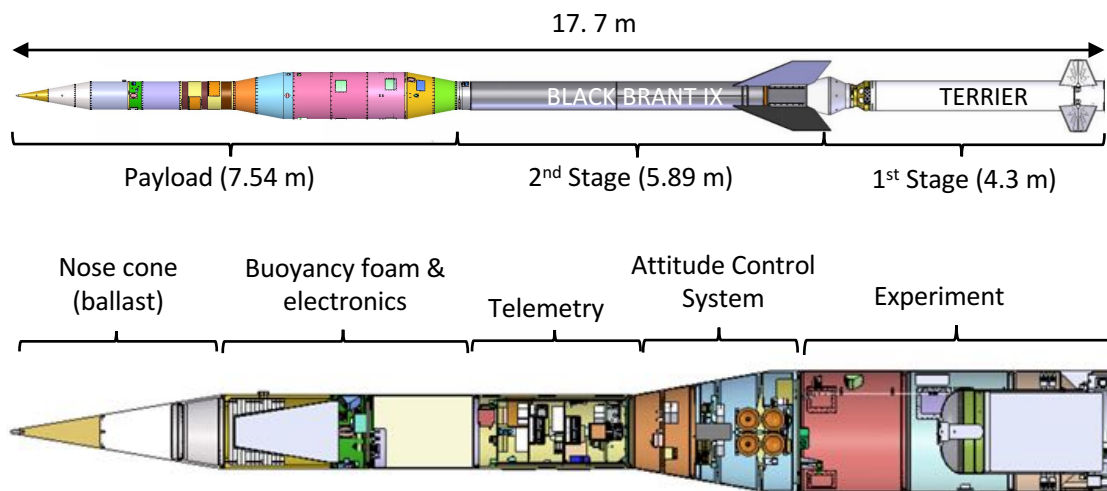 17. 7 m
BLACK BRANT IX
TERRIER
Payload (7.54 m)
2nd Stage (5.89 m)
1st Stage (4.3 m)
Nose cone
(ballast)
Buoyancy foam &
electronics
Telemetry
Attitude Control
System
Experiment